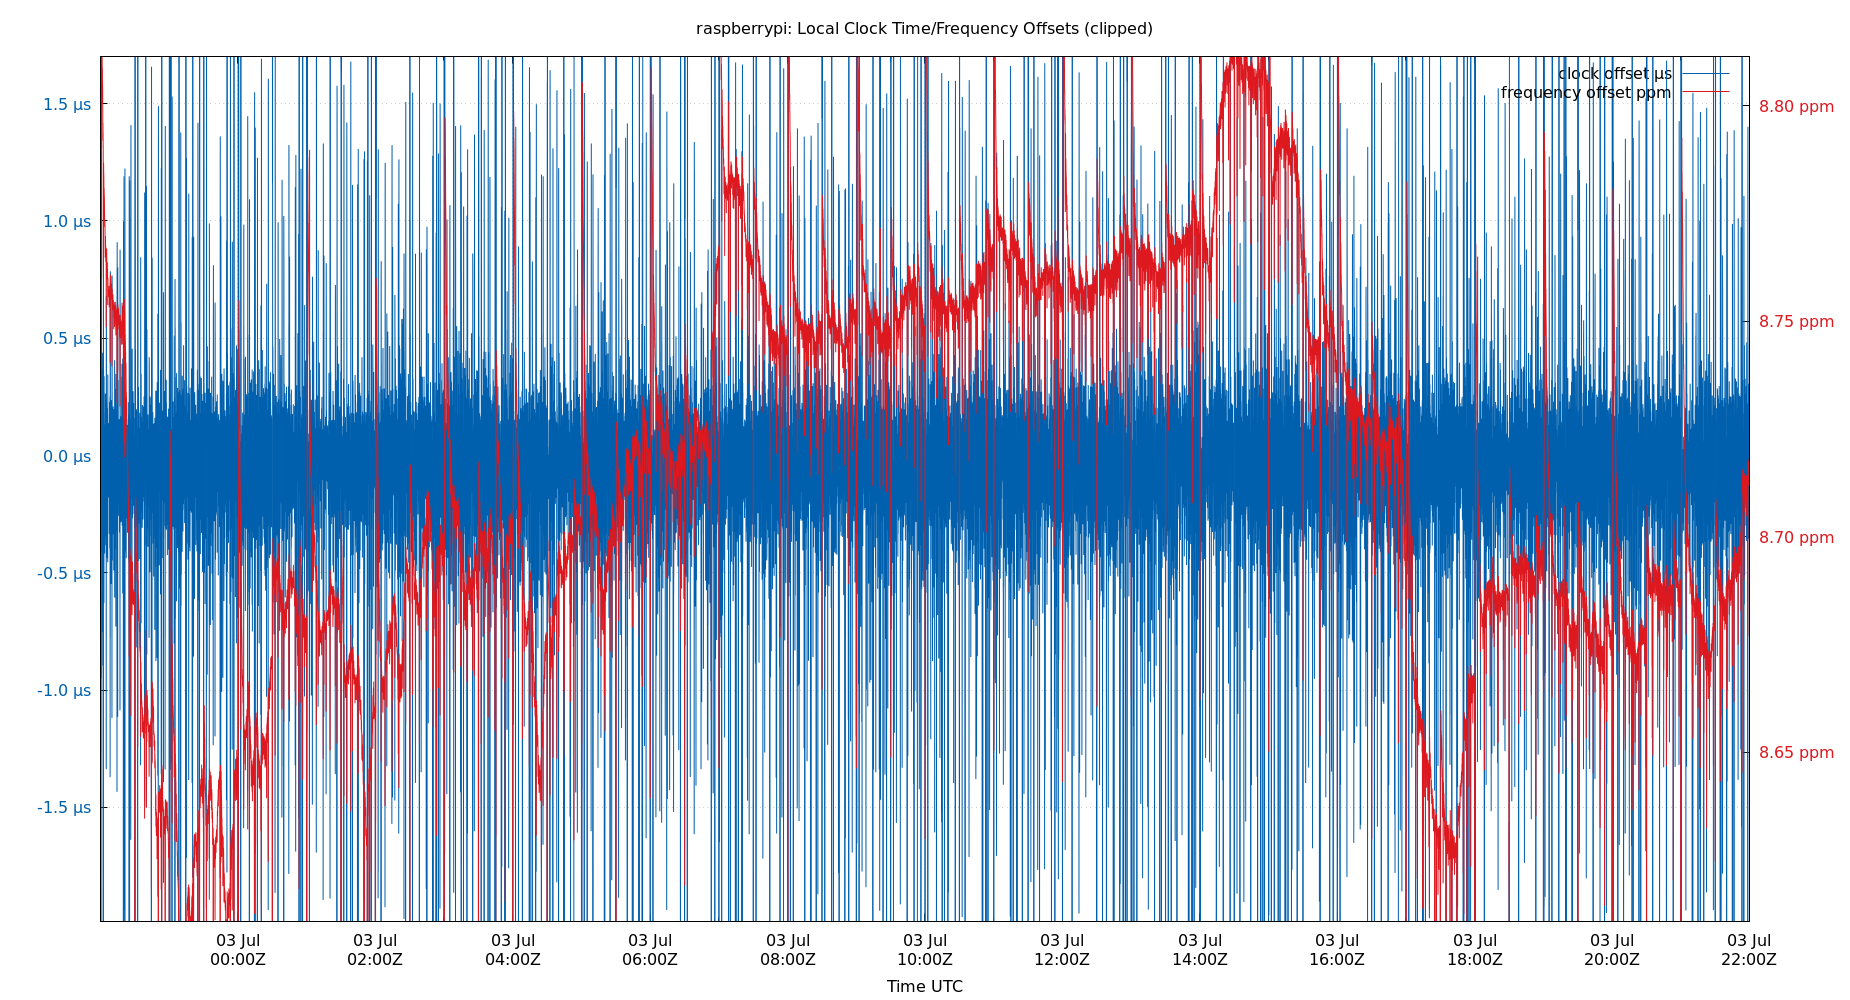 raspberrypi: Local Clock Time/Frequency Offsets (clipped)
clock offset µs
frequency offset ppm
1.5 µs
1.0 µs
0.5 µs
0.0 µs
-0.5 µs
-1.0 µs
-1.5 µs
8.80 ppm
8.75 ppm
8.70 ppm
8.65 ppm
03 Jul 03 Jul 03 Jul 03 Jul 03 Jul 03 Jul 03 Jul 03 Jul 03 Jul 03 Jul 03 Jul 03 Jul
00:00Z 02:00Z 04:00Z 06:00Z 08:00Z 10:00Z 12:00Z 14:00Z 16:00Z 18:00Z 20:00Z 22:00Z
Time UTC